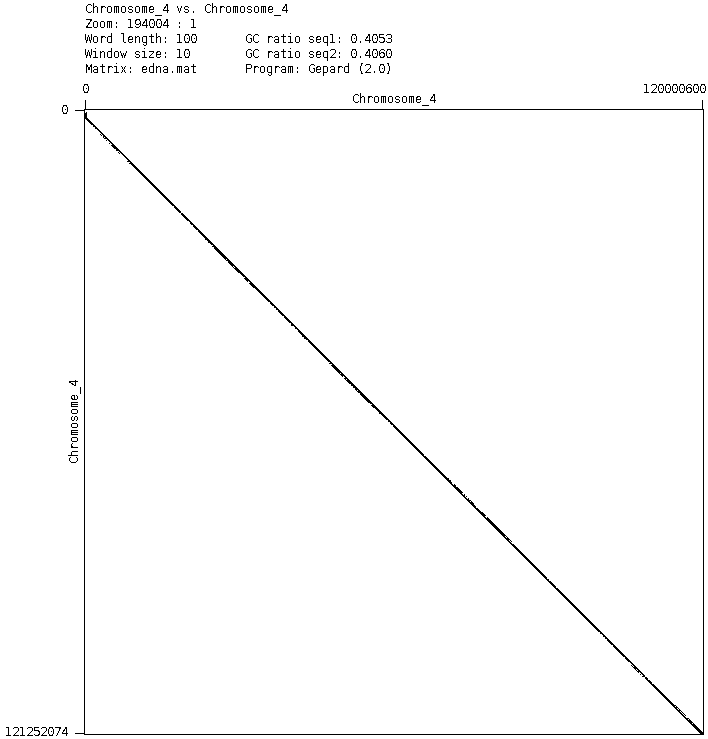 Chromosome_4 vs. Chromosome_4
Zoom: 194004 : 1
Word length: 100 GC ratio seq1: 0.4053
Window size: 10 GC ratio seq2: 0.4060
Matrix: edna.mat Program: Gepard (2.0)
0 120000600
Chromosome_4
0
Chromosome_4
121252074